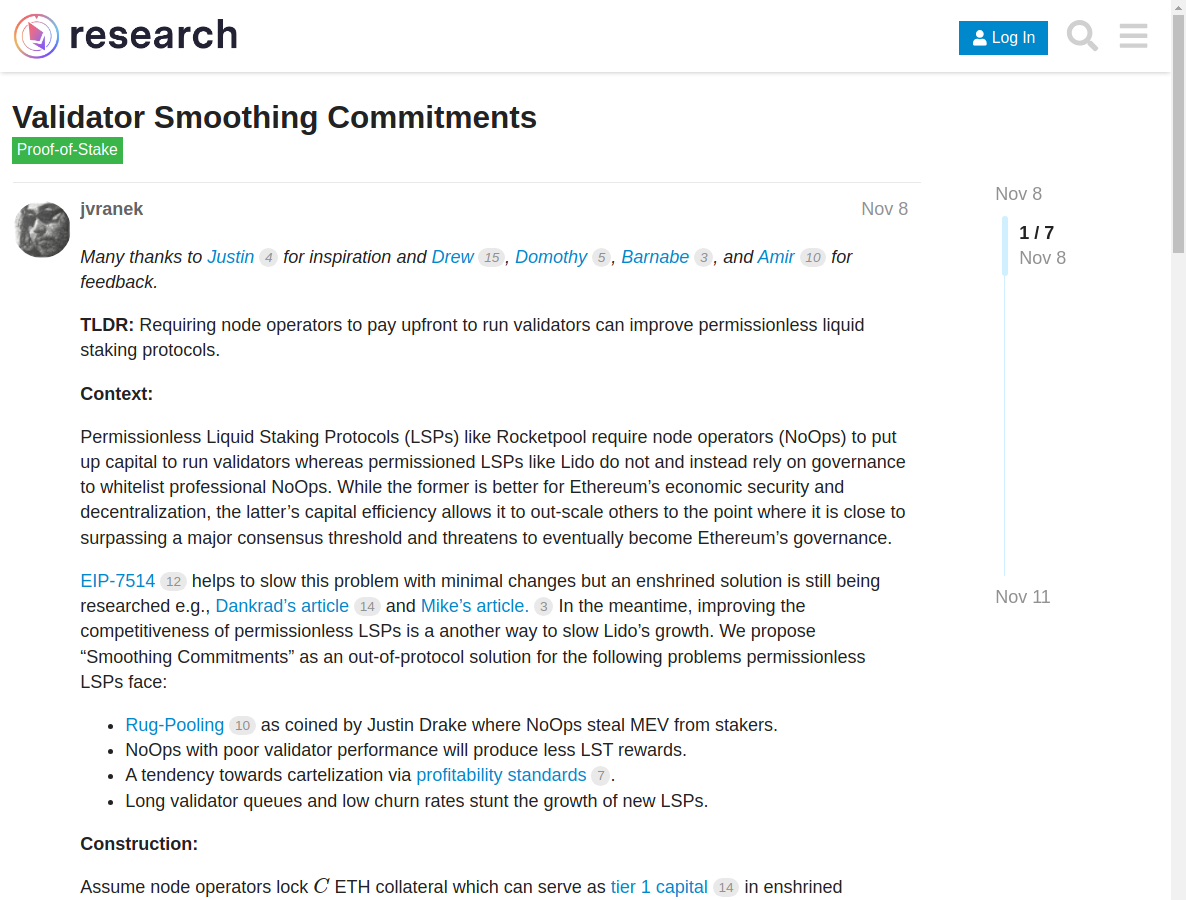 research
Log In
Validator Smoothing Commitments
Proof-of-Stake
jvranek
Nov 8
Many thanks to Justin 4 for inspiration and Drew 15, Domothy 5, Barnabe 3, and Amir 10 for
feedback.
TLDR: Requiring node operators to pay upfront to run validators can improve permissionless liquid
staking protocols.
Context:
Permissionless Liquid Staking Protocols (LSPs) like Rocketpool require node operators (NoOps) to put
up capital to run validators whereas permissioned LSPs like Lido do not and instead rely on governance
to whitelist professional NoOps. While the former is better for Ethereum’s economic security and
decentralization, the latter’s capital efficiency allows it to out-scale others to the point where it is close to
surpassing a major consensus threshold and threatens to eventually become Ethereum’s governance.
EIP-7514 12 helps to slow this problem with minimal changes but an enshrined solution is still being
researched e.g., Dankrad’s article 14 and Mike’s article. 3 In the meantime, improving the
competitiveness of permissionless LSPs is a another way to slow Lido’s growth. We propose
“Smoothing Commitments” as an out-of-protocol solution for the following problems permissionless
LSPs face:
• Rug-Pooling 10 as coined by Justin Drake where NoOps steal MEV from stakers.
• NoOps with poor validator performance will produce less LST rewards.
• A tendency towards cartelization via profitability standards 7.
• Long validator queues and low churn rates stunt the growth of new LSPs.
Construction:
Assume node operators lock C ETH collateral which can serve as tier 1 capital 14 in enshrined
Nov 8
1 / 7
Nov 8
Nov 11